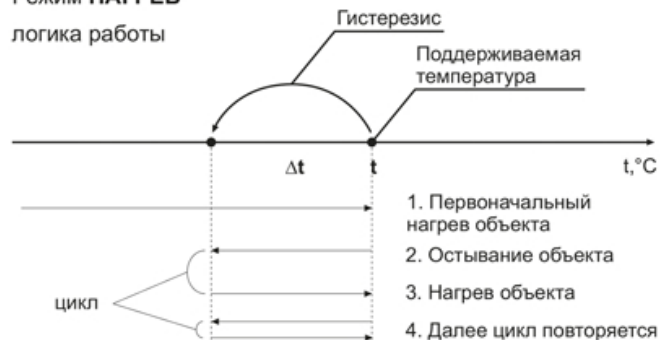 логика работы
Гистерезис
Поддерживаемая
температура
Δt
t
t,°C
1. Первоначальный
нагрев объекта
2. Остывание объекта
3. Нагрев объекта
4. Далее цикл повторяется
цикл